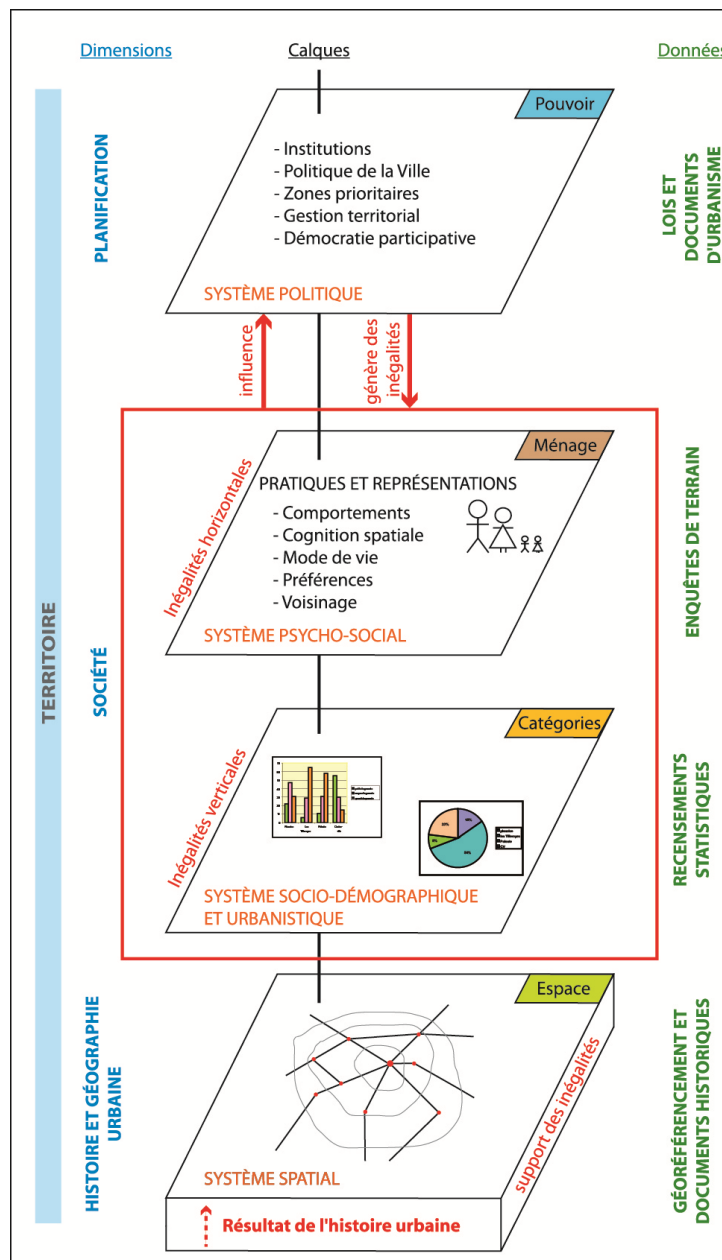 Dimensions
Calques
Données
TERRITOIRE
PLANIFICATION
Pouvoir
- Institutions
- Politique de la Ville
- Zones prioritaires
- Gestion territorial
- Démocratie participative
SYSTÈME POLITIQUE
LOIS ET
DOCUMENTS
D'URBANISME
influence
génère des
inégalités
SOCIÉTÉ
Ménage
Inégalités horizontales
PRATIQUES ET REPRÉSENTATIONS
- Comportements
- Cognition spatiale
- Mode de vie
- Préférences
- Voisinage
SYSTÈME PSYCHO-SOCIAL
ENQUÊTES DE TERRAIN
Catégories
Inégalités verticales
SYSTÈME SOCIO-DÉMOGRAPHIQUE
ET URBANISTIQUE
RECENSEMENTS
STATISTIQUES
HISTOIRE ET GÉOGRAPHIE
URBAINE
Espace
support des inégalités
SYSTÈME SPATIAL
Résultat de l'histoire urbaine
GÉORÉFÉRENCEMENT ET
DOCUMENTS HISTORIQUES